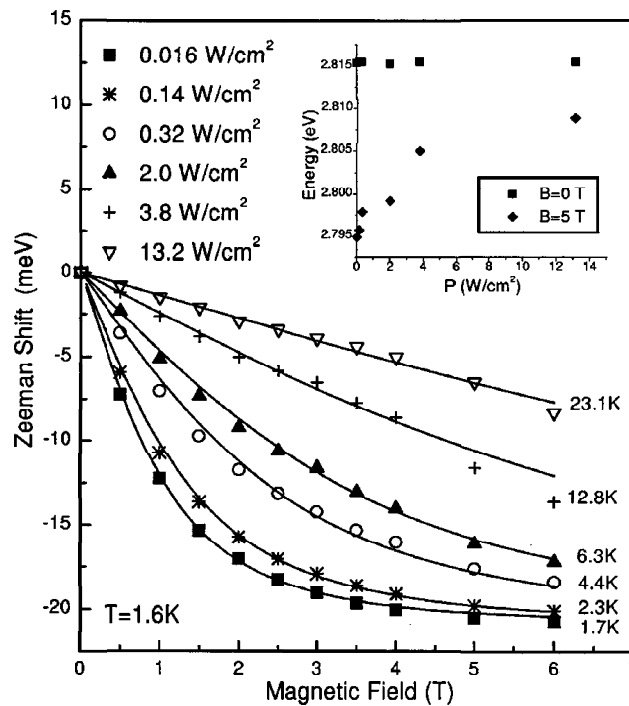 15
10
5
0
-5
-10
-15
-20
Zeeman Shift (meV)
0.016 W/cm²
0.14 W/cm²
0.32 W/cm²
2.0 W/cm²
3.8 W/cm²
13.2 W/cm²
2.815
2.810
2.805
2.800
2.795
Energy (eV)
B=0 T
B=5 T
0 2 4 6 8 10 12 14
P (W/cm²)
23.1K
12.8K
6.3K
4.4K
2.3K
1.7K
T=1.6K
0 1 2 3 4 5 6
Magnetic Field (T)